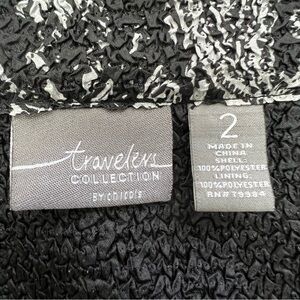 travelers
COLLECTION
BY CHICO'S
2
MADE IN
CHINA
SHELL:
100%POLYESTER
LINING:
100%POLYESTER
RN# 79984